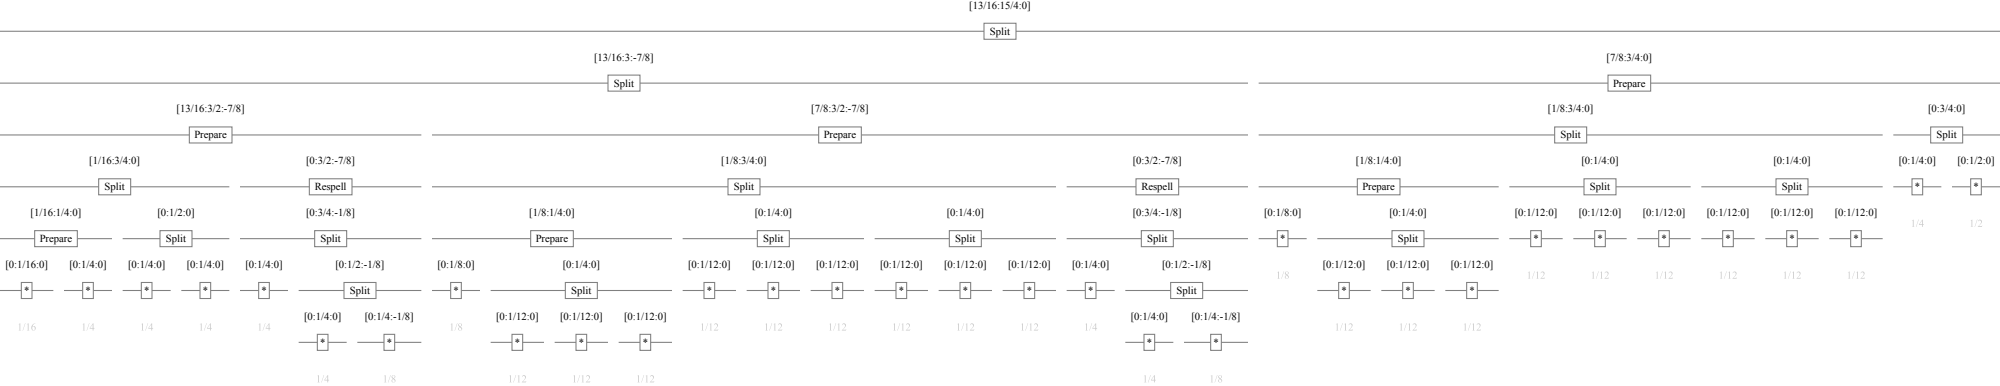 [13/16:15/4:0]
Split
[13/16:3:-7/8] [7/8:3/4:0]
Split Prepare
[13/16:3/2:-7/8] [7/8:3/2:-7/8] [1/8:3/4:0] [0:3/4:0]
Prepare Prepare Split Split
[1/16:3/4:0] [0:3/2:-7/8] [1/8:3/4:0] [0:3/2:-7/8] [1/8:1/4:0] [0:1/4:0] [0:1/4:0] [0:1/4:0] [0:1/2:0]
Split Respell Split Respell Prepare Split Split * *
[1/16:1/4:0] [0:1/2:0] [0:3/4:-1/8] [1/8:1/4:0] [0:1/4:0] [0:1/4:0] [0:3/4:-1/8] [0:1/8:0] [0:1/4:0] [0:1/12:0] [0:1/12:0] [0:1/12:0] [0:1/12:0] [0:1/12:0] [0:1/12:0] 1/4 1/2
Prepare Split Split Prepare Split Split Split * Split * * * * * *
[0:1/16:0] [0:1/4:0] [0:1/4:0] [0:1/4:0] [0:1/4:0] [0:1/2:-1/8] [0:1/8:0] [0:1/4:0] [0:1/12:0] [0:1/12:0] [0:1/12:0] [0:1/12:0] [0:1/12:0] [0:1/12:0] [0:1/4:0] [0:1/2:-1/8] 1/8 [0:1/12:0] [0:1/12:0] [0:1/12:0] 1/12 1/12 1/12 1/12 1/12 1/12
* * * * * Split * Split * * * * * * * Split * * *
1/16 1/4 1/4 1/4 1/4 [0:1/4:0] [0:1/4:-1/8] 1/8 [0:1/12:0] [0:1/12:0] [0:1/12:0] 1/12 1/12 1/12 1/12 1/12 1/12 1/4 [0:1/4:0] [0:1/4:-1/8] 1/12 1/12 1/12
* * * * * * *
1/4 1/8 1/12 1/12 1/12 1/4 1/8